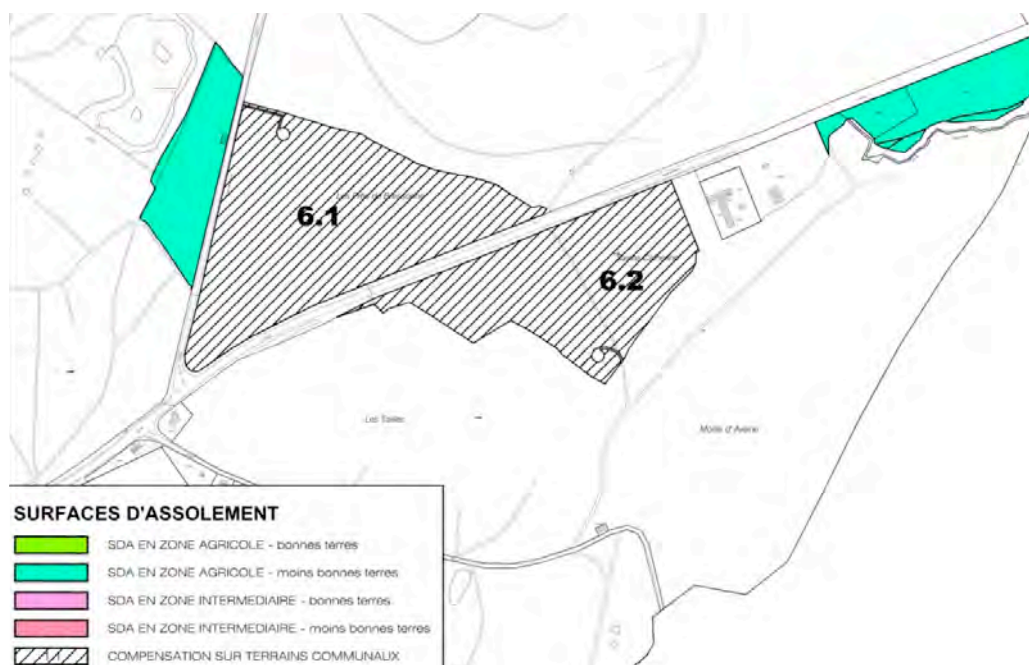 6.1
6.2
Les Tailles
Motte d'Avene
SURFACES D'ASSOLEMENT
SDA EN ZONE AGRICOLE - bonnes terres
SDA EN ZONE AGRICOLE - moins bonnes terres
SDA EN ZONE INTERMEDIAIRE - bonnes terres
SDA EN ZONE INTERMEDIAIRE - moins bonnes terres
COMPENSATION SUR TERRAINS COMMUNAUX